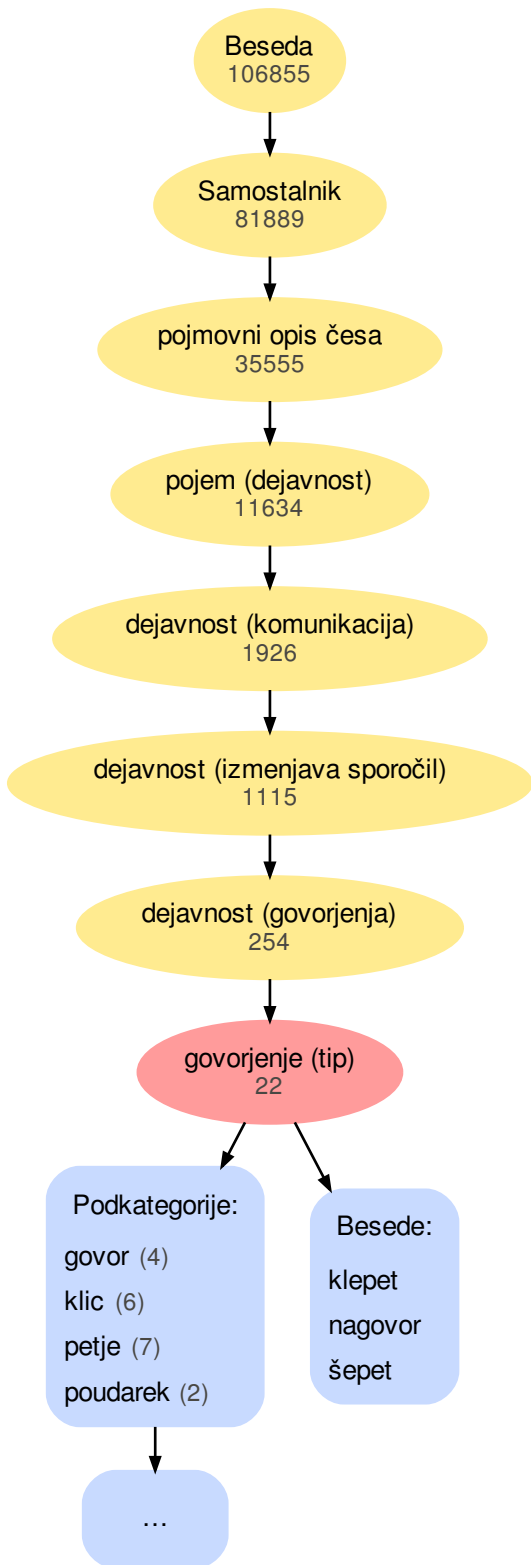 Beseda
106855
Samostalnik
81889
pojmovni opis česa
35555
pojem (dejavnost)
11634
dejavnost (komunikacija)
1926
dejavnost (izmenjava sporočil)
1115
dejavnost (govorjenja)
254
govorjenje (tip)
22
Podkategorije:
govor (4)
klic (6)
petje (7)
poudarek (2)
Besede:
klepet
nagovor
šepet
...